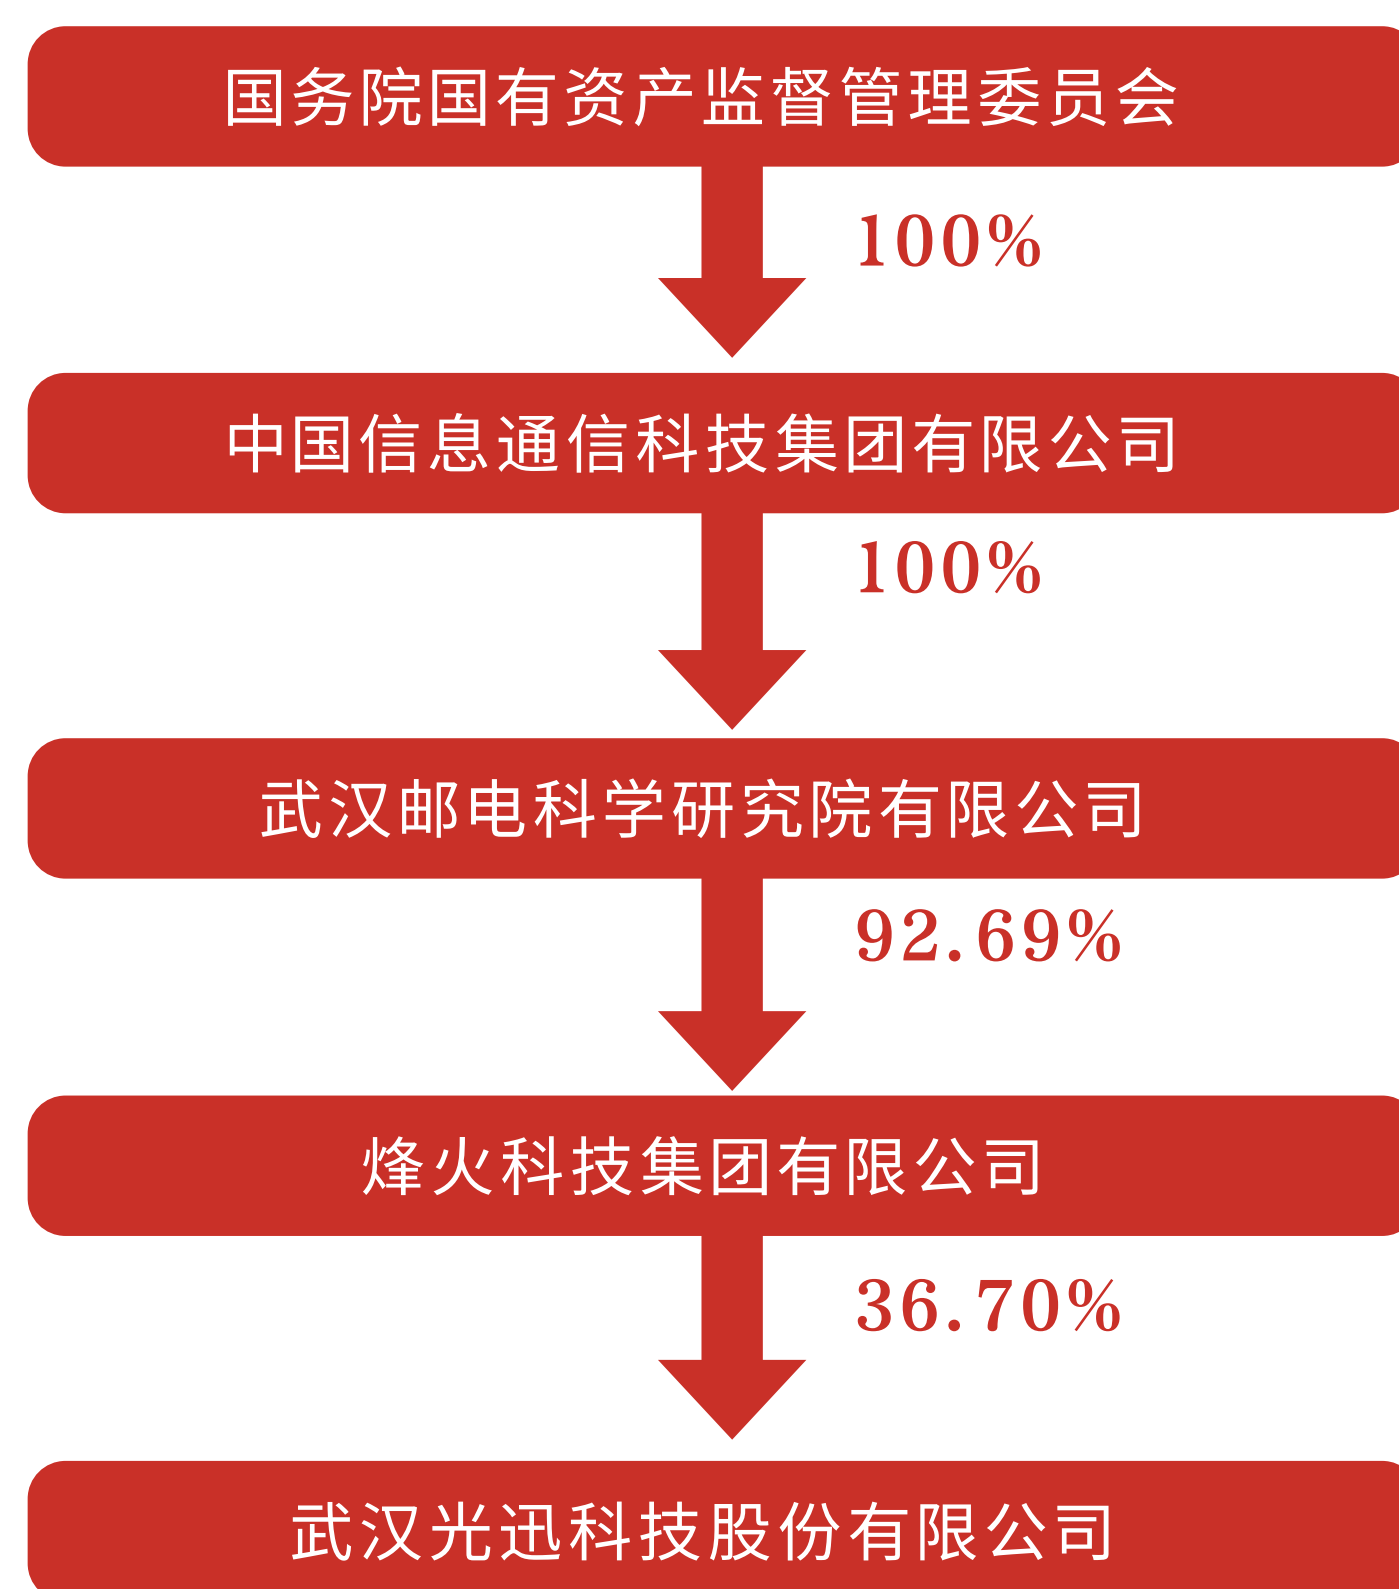 国务院国有资产监督管理委员会
100%
中国信息通信科技集团有限公司
100%
武汉邮电科学研究院有限公司
92.69%
烽火科技集团有限公司
36.70%
武汉光迅科技股份有限公司